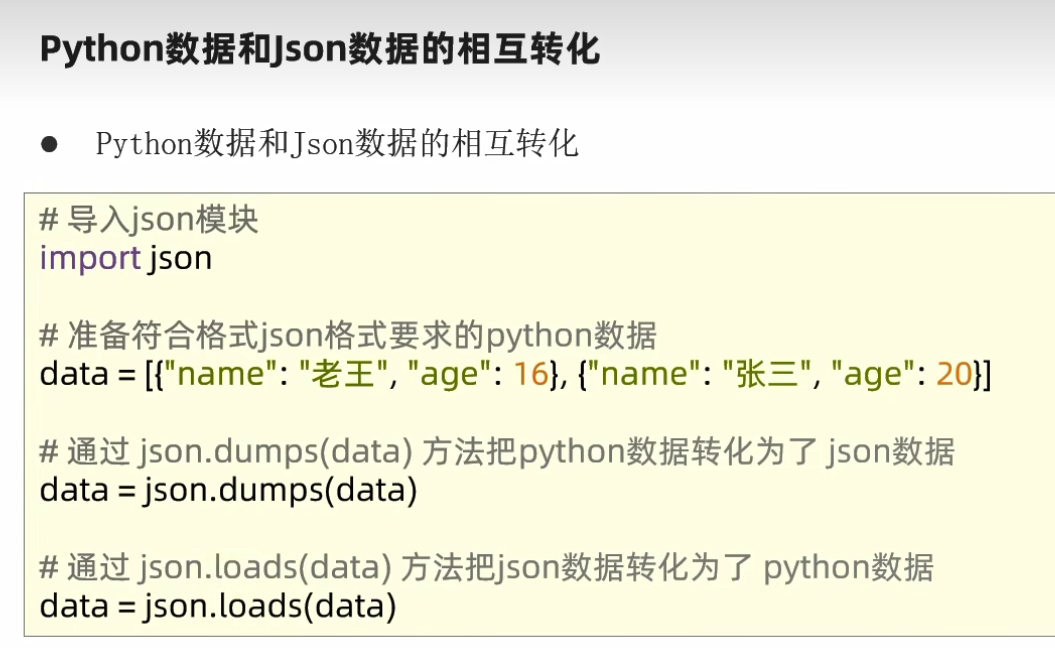 Python数据和Json数据的相互转化
● Python数据和Json数据的相互转化
# 导入json模块
import json
# 准备符合格式json格式要求的python数据
data = [{"name": "老王", "age": 16}, {"name": "张三", "age": 20}]
# 通过 json.dumps(data) 方法把python数据转化为了 json数据
data = json.dumps(data)
# 通过 json.loads(data) 方法把json数据转化为了 python数据
data = json.loads(data)